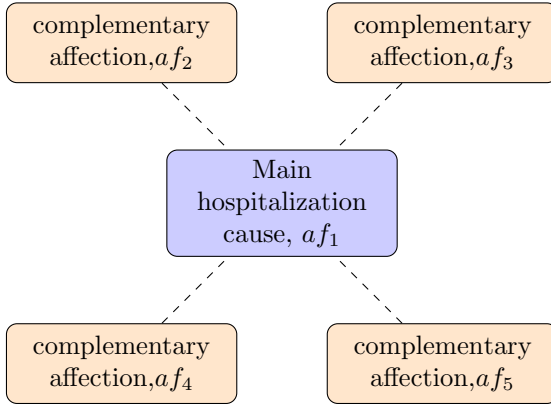 complementary
affection,af₂
complementary
affection,af₃
Main
hospitalization
cause, af₁
complementary
affection,af₄
complementary
affection,af₅